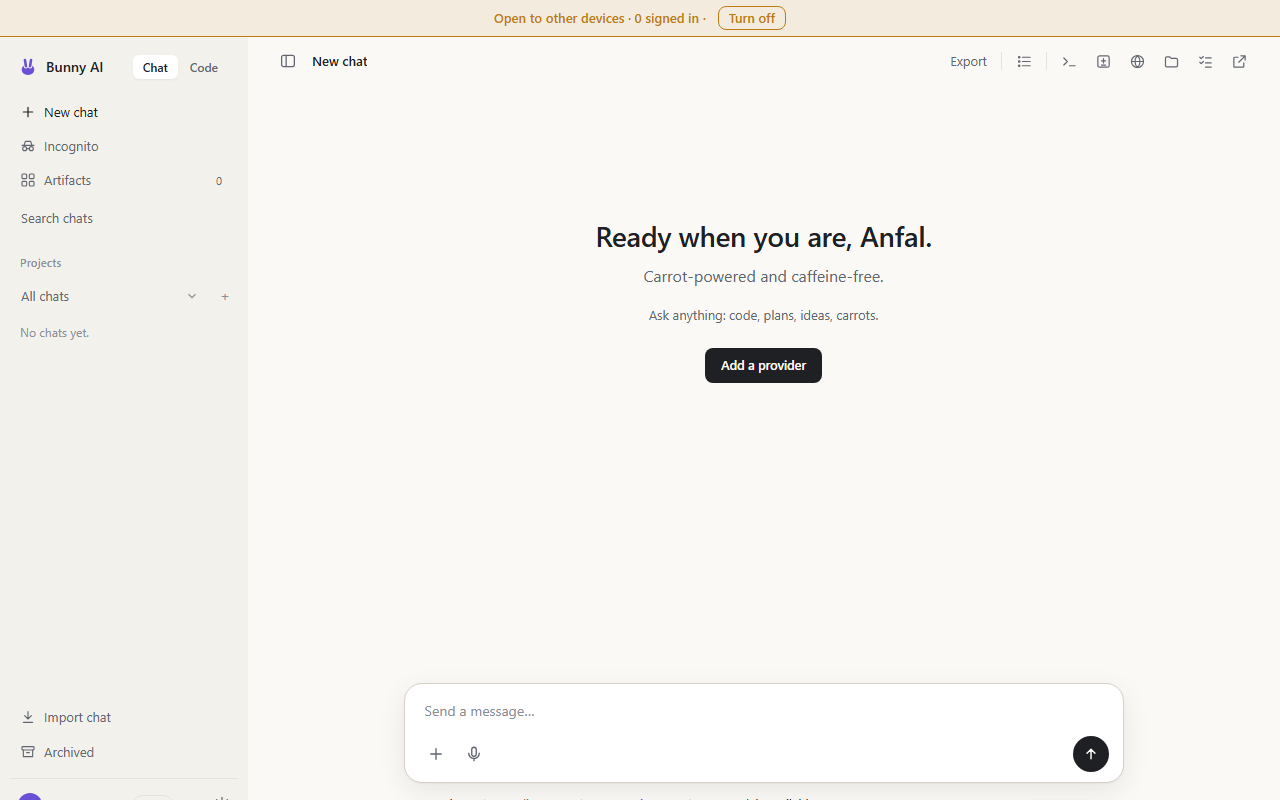 Open to other devices · 0 signed in ·
Turn off
Bunny AI
Chat
Code
New chat
Export
New chat
Incognito
Artifacts
0
Search chats
Projects
All chats
No chats yet.
Ready when you are, Anfal.
Carrot-powered and caffeine-free.
Ask anything: code, plans, ideas, carrots.
Add a provider
Send a message...
Import chat
Archived